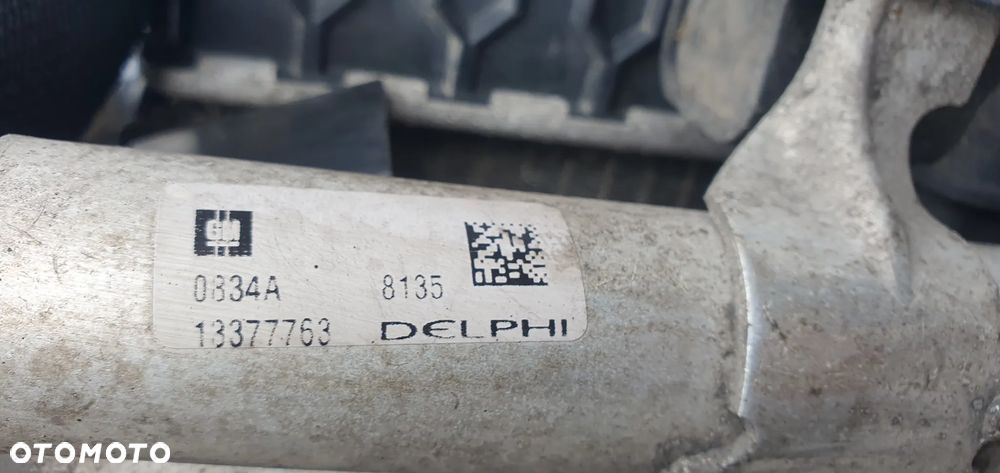 GM
0834A 8135
13377763 DELPHI
OTOMOTO